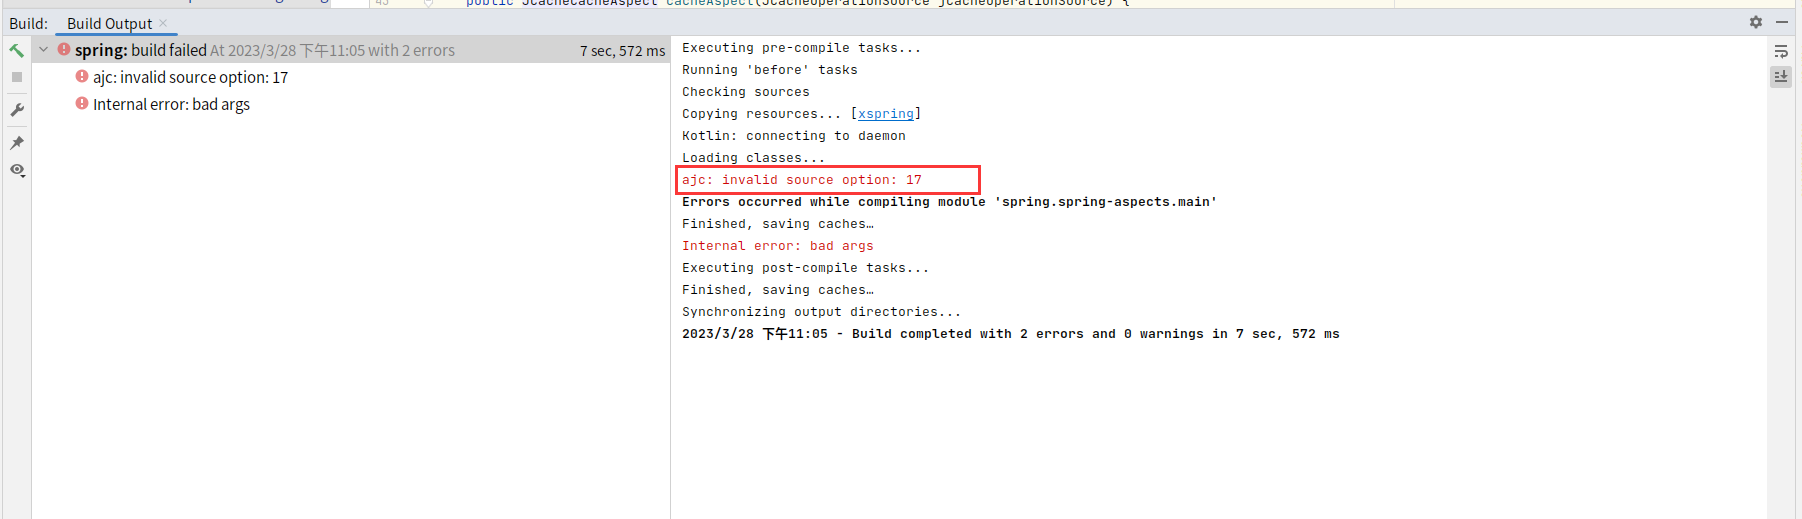 public JCacheCacheAspect cacheAspect(JCacheOperationSource jCacheOperationSource) {
Build: Build Output
spring: build failed At 2023/3/28 下午11:05 with 2 errors 7 sec, 572 ms
ajc: invalid source option: 17
Internal error: bad args
Executing pre-compile tasks...
Running 'before' tasks
Checking sources
Copying resources... [xspring]
Kotlin: connecting to daemon
Loading classes...
ajc: invalid source option: 17
Errors occurred while compiling module 'spring.spring-aspects.main'
Finished, saving caches…
Internal error: bad args
Executing post-compile tasks...
Finished, saving caches…
Synchronizing output directories...
2023/3/28 下午11:05 - Build completed with 2 errors and 0 warnings in 7 sec, 572 ms